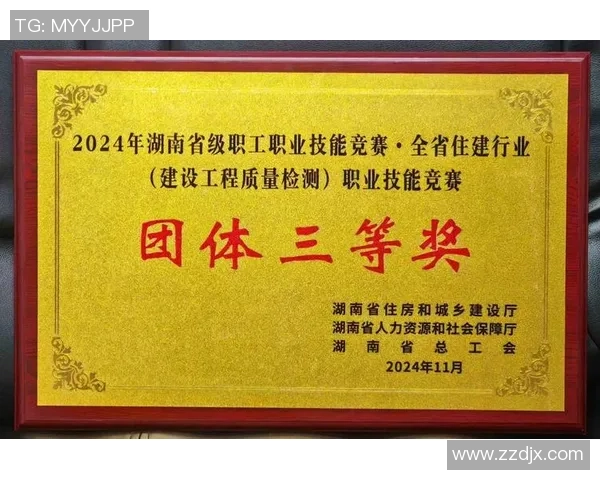 TG: MYYJJPP
2024年湖南省级职工职业技能竞赛·全省住建行业
（建设工程质量检测）职业技能竞赛
团体三等奖
湖南省住房和城乡建设厅
湖南省人力资源和社会保障厅
湖南省总工会
2024年11月
www.zzdjx.com